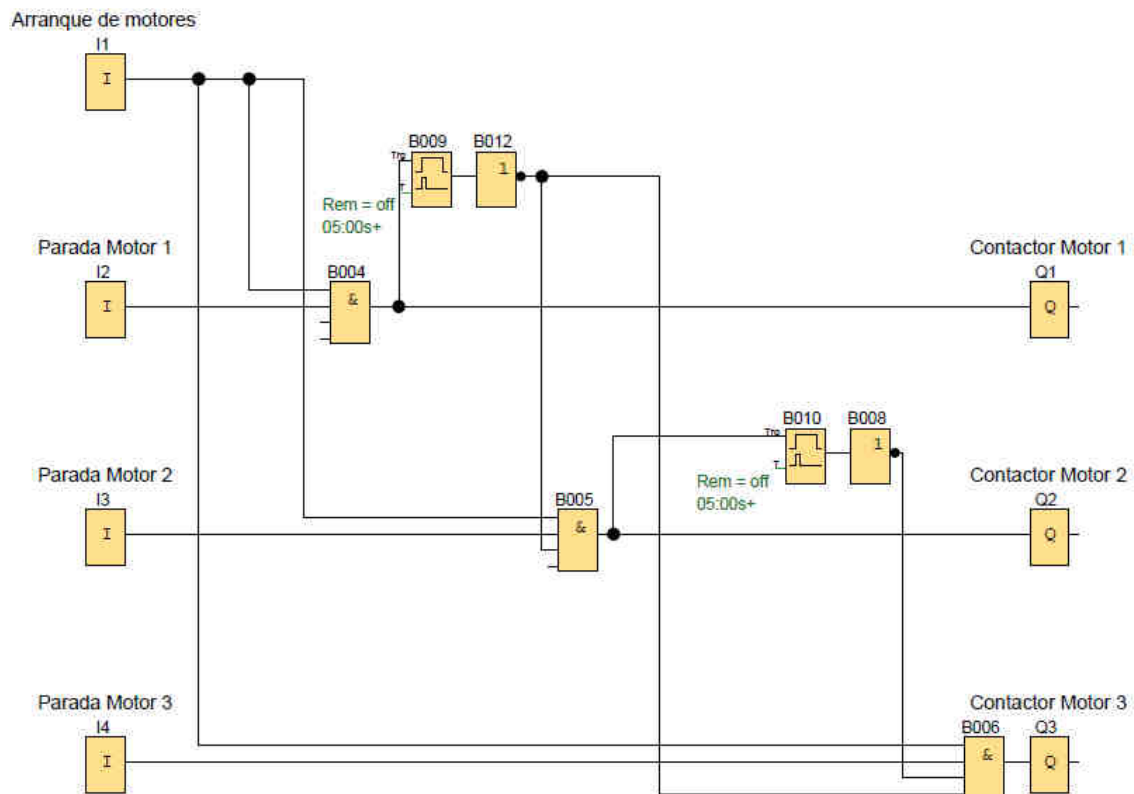 Arranque de motores
I1
I
B009
B012
Trg
1
T
Rem = off
05:00s+
Parada Motor 1
Contactor Motor 1
I2
B004
Q1
I
&
Q
B010
B008
Trg
1
T
Parada Motor 2
Rem = off
Contactor Motor 2
I3
B005
05:00s+
Q2
I
&
Q
Parada Motor 3
Contactor Motor 3
I4
B006
Q3
I
&
Q